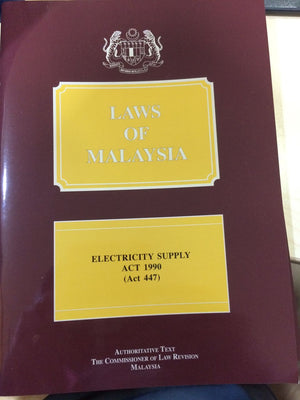 LAWS
OF
MALAYSIA
ELECTRICITY SUPPLY
ACT 1990
(Act 447)
AUTHORITATIVE TEXT
THE COMMISSIONER OF LAW REVISION
MALAYSIA